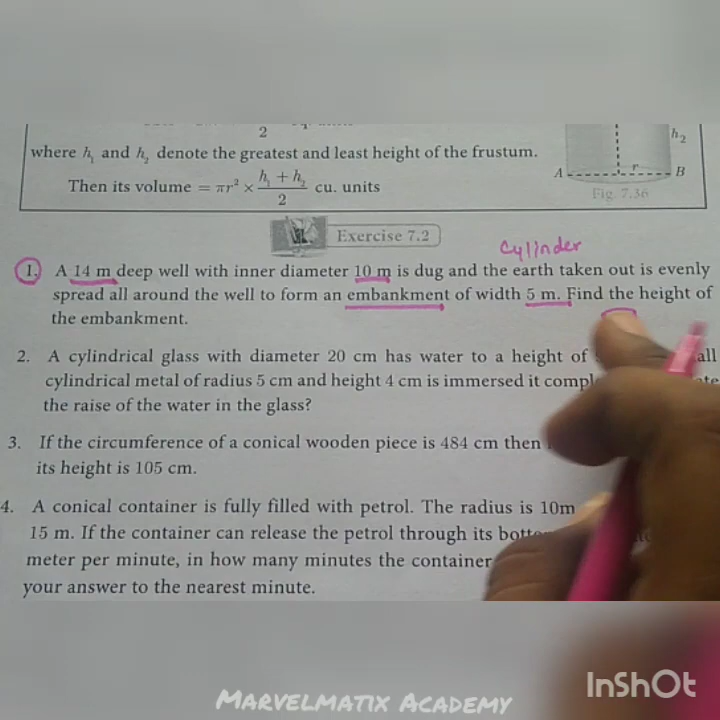 2
where h₁ and h₂ denote the greatest and least height of the frustum.
Then its volume = πr² × (h₁ + h₂)/2 cu. units
h₂
A r B
Fig. 7.36
Exercise 7.2
Cylinder
1. A 14 m deep well with inner diameter 10 m is dug and the earth taken out is evenly
spread all around the well to form an embankment of width 5 m. Find the height of
the embankment.
2. A cylindrical glass with diameter 20 cm has water to a height of all
cylindrical metal of radius 5 cm and height 4 cm is immersed it
the raise of the water in the glass?
3. If the circumference of a conical wooden piece is 484 cm then
its height is 105 cm.
4. A conical container is fully filled with petrol. The radius is 10m
15 m. If the container can release the petrol through its
meter per minute, in how many minutes the container
your answer to the nearest minute.
MARVELMATIX ACADEMY
InShOt